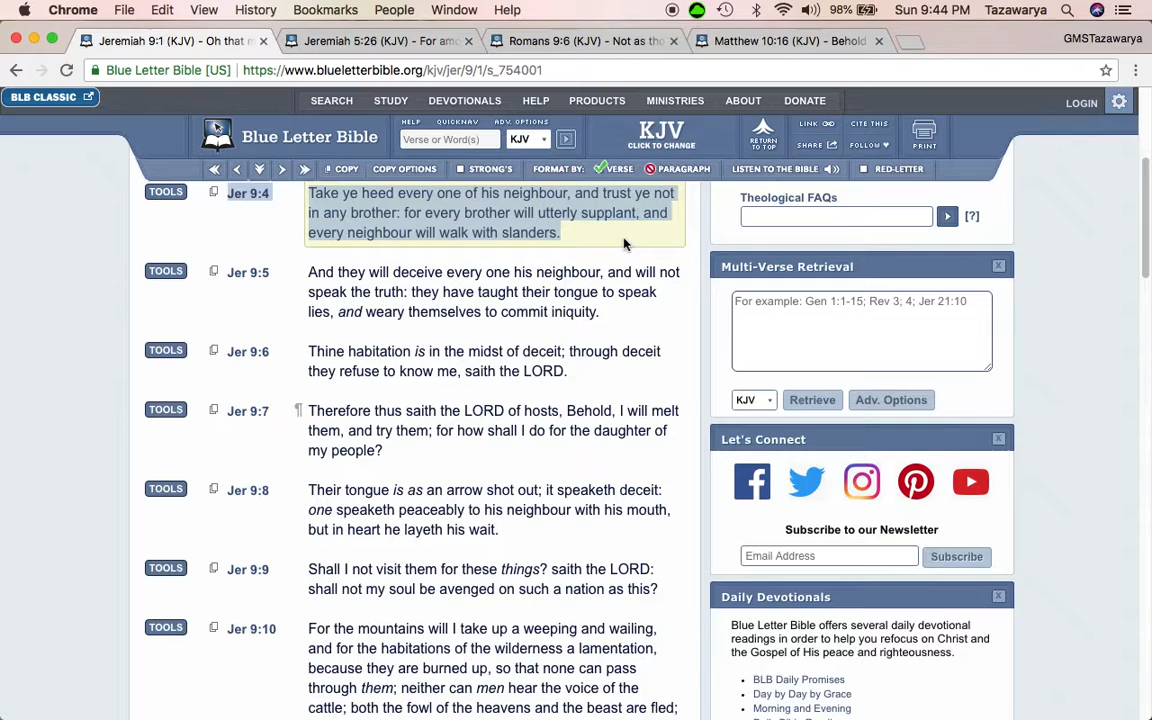 Chrome File Edit View History Bookmarks People Window Help 98% Sun 9:44 PM Tazawarya
Jeremiah 9:1 (KJV) - Oh that m × Jeremiah 5:26 (KJV) - For amo × Romans 9:6 (KJV) - Not as tho × Matthew 10:16 (KJV) - Behold × GMSTazawarya
Blue Letter Bible [US] https://www.blueletterbible.org/kjv/jer/9/1/s_754001
BLB CLASSIC SEARCH STUDY DEVOTIONALS HELP PRODUCTS MINISTRIES ABOUT DONATE LOGIN
HELP QUICKNAV ADV. OPTIONS
Blue Letter Bible Verse or Word(s) KJV
KJV
CLICK TO CHANGE
RETURN TO TOP
LINK CITE THIS
SHARE FOLLOW
PRINT
COPY COPY OPTIONS STRONG'S FORMAT BY: VERSE PARAGRAPH LISTEN TO THE BIBLE RED-LETTER
TOOLS Jer 9:4 Take ye heed every one of his neighbour, and trust ye not
in any brother: for every brother will utterly supplant, and
every neighbour will walk with slanders.
TOOLS Jer 9:5 And they will deceive every one his neighbour, and will not
speak the truth: they have taught their tongue to speak
lies, and weary themselves to commit iniquity.
TOOLS Jer 9:6 Thine habitation is in the midst of deceit; through deceit
they refuse to know me, saith the LORD.
TOOLS Jer 9:7 ¶ Therefore thus saith the LORD of hosts, Behold, I will melt
them, and try them; for how shall I do for the daughter of
my people?
TOOLS Jer 9:8 Their tongue is as an arrow shot out; it speaketh deceit:
one speaketh peaceably to his neighbour with his mouth,
but in heart he layeth his wait.
TOOLS Jer 9:9 Shall I not visit them for these things? saith the LORD:
shall not my soul be avenged on such a nation as this?
TOOLS Jer 9:10 For the mountains will I take up a weeping and wailing,
and for the habitations of the wilderness a lamentation,
because they are burned up, so that none can pass
through them; neither can men hear the voice of the
cattle; both the fowl of the heavens and the beast are fled;
Theological FAQs
[?]
Multi-Verse Retrieval X
For example: Gen 1:1-15; Rev 3; 4; Jer 21:10
KJV Retrieve Adv. Options
Let's Connect X
Subscribe to our Newsletter
Email Address Subscribe
Daily Devotionals X
Blue Letter Bible offers several daily devotional
readings in order to help you refocus on Christ and
the Gospel of His peace and righteousness.
BLB Daily Promises
Day by Day by Grace
Morning and Evening